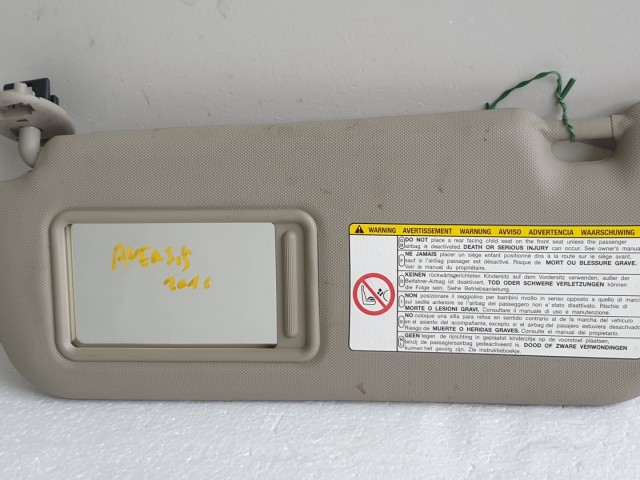 AVENSIS
2016
WARNING AVERTISSEMENT WARNUNG AVVISO ADVERTENCIA WAARSCHUWING
DO NOT place a rear facing child seat on the front seat unless the passenger
airbag is deactivated. DEATH OR SERIOUS INJURY can occur. See owner's manua
NE JAMAIS placer un siège enfant positionné dos à la route sur le siège avant,
sauf si l'airbag passager est désactivé. Risque de MORT OU BLESSURE GRAVE.
Voir le manuel du propriétaire.
KEINEN rückwärtsgerichteten Kindersitz auf dem Vordersitz verwenden, außer der
Beifahrer-Airbag ist deaktiviert. TOD ODER SCHWERE VERLETZUNGEN können
die Folge sein. Siehe Betriebsanleitung.
NON posizionare il seggiolino per bambini rivolto in senso opposto a quello di marci
sul sedile anteriore se l'airbag del passeggero non e' stato disattivato. Rischio di
MORTE O LESIONI GRAVI. Consultare il manuale di uso e manutenzione.
NO coloque una silla para niños en sentido contrario al de la marcha del vehículo
en el asiento del acompañante, excepto si el airbag del pasajero estuviera desactivado
Riesgo de MUERTE O HERIDAS GRAVES. Consulte el manual del propietario.
GEEN tegen de rijrichting in geplaatst kinderzitje op de voorstoel plaatsen,
tenzij de passagiersairbag gedeactiveerd is. DOOD OF ZWARE VERWONDINGEN
kunnen het gevolg zijn. Zie instruktieboekje.